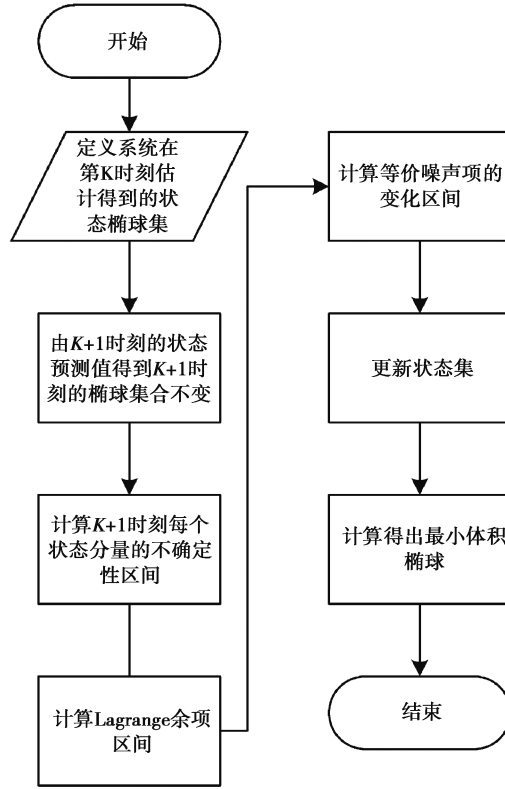 开始
定义系统在
第K时刻估
计得到的状
态椭球集
由K+1时刻的状态
预测值得到K+1时
刻的椭球集合不变
计算K+1时刻每个
状态分量的不确定
性区间
计算Lagrange余项
区间
计算等价噪声项的
变化区间
更新状态集
计算得出最小体积
椭球
结束